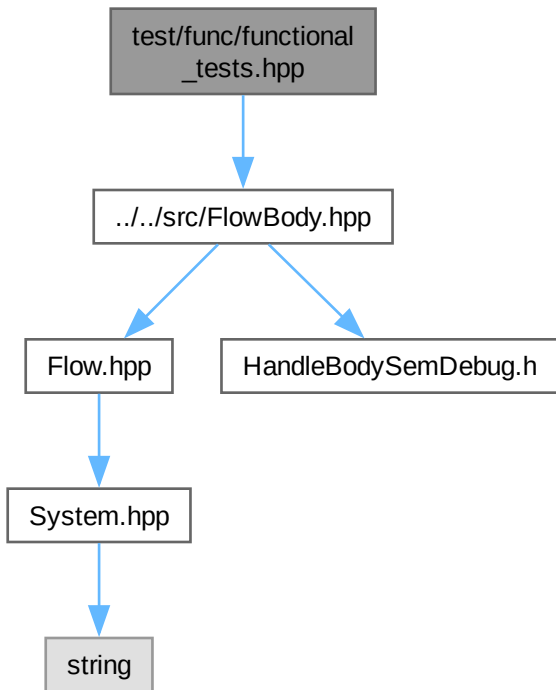 test/func/functional
_tests.hpp
../../src/FlowBody.hpp
Flow.hpp
HandleBodySemDebug.h
System.hpp
string